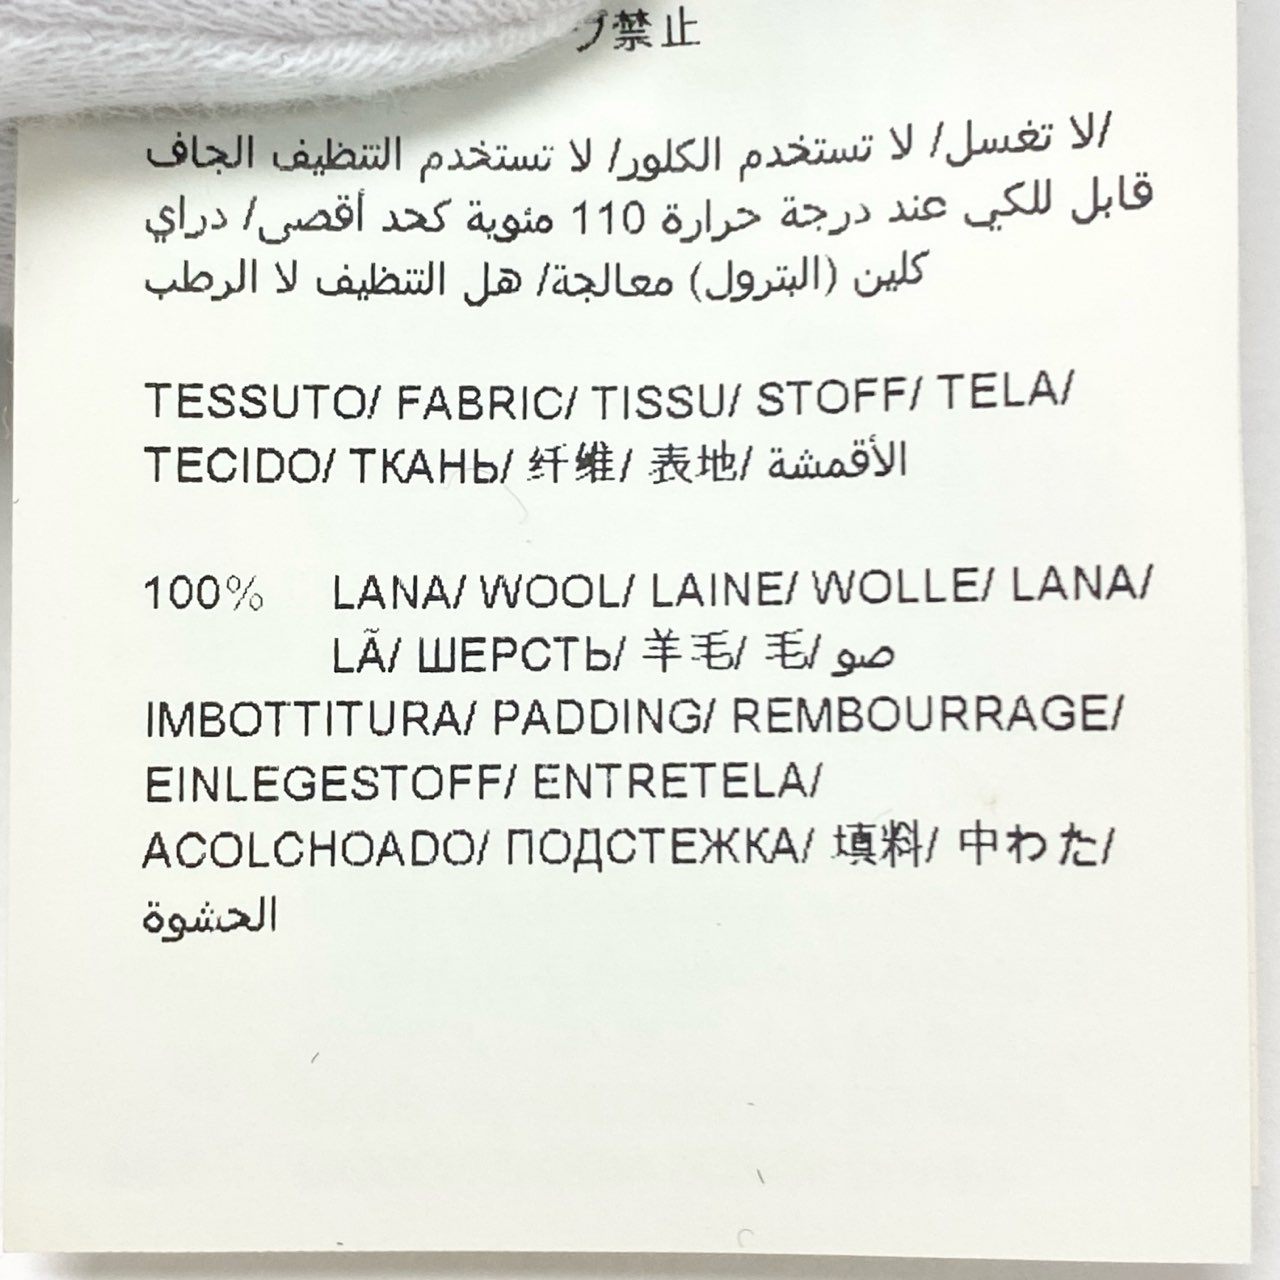 禁止
لا تغسل/ لا تستخدم الكلور/ لا تستخدم التنظيف الجاف/
قابل للكي عند درجة حرارة 110 مئوية كحد أقصى/ دراي
كلين (البترول) معالجة/ هل التنظيف لا الرطب
TESSUTO/ FABRIC/ TISSU/ STOFF/ TELA/
TECIDO/ ТКАНЬ/ 纤维/ 表地/ الأقمشة
100% LANA/ WOOL/ LAINE/ WOLLE/ LANA/
LÃ/ ШЕРСТЬ/ 羊毛/ 毛/ صو
IMBOTTITURA/ PADDING/ REMBOURRAGE/
EINLEGESTOFF/ ENTRETELA/
ACOLCHOADO/ ПОДСТЕЖКА/ 填料/ 中わた/
الحشوة